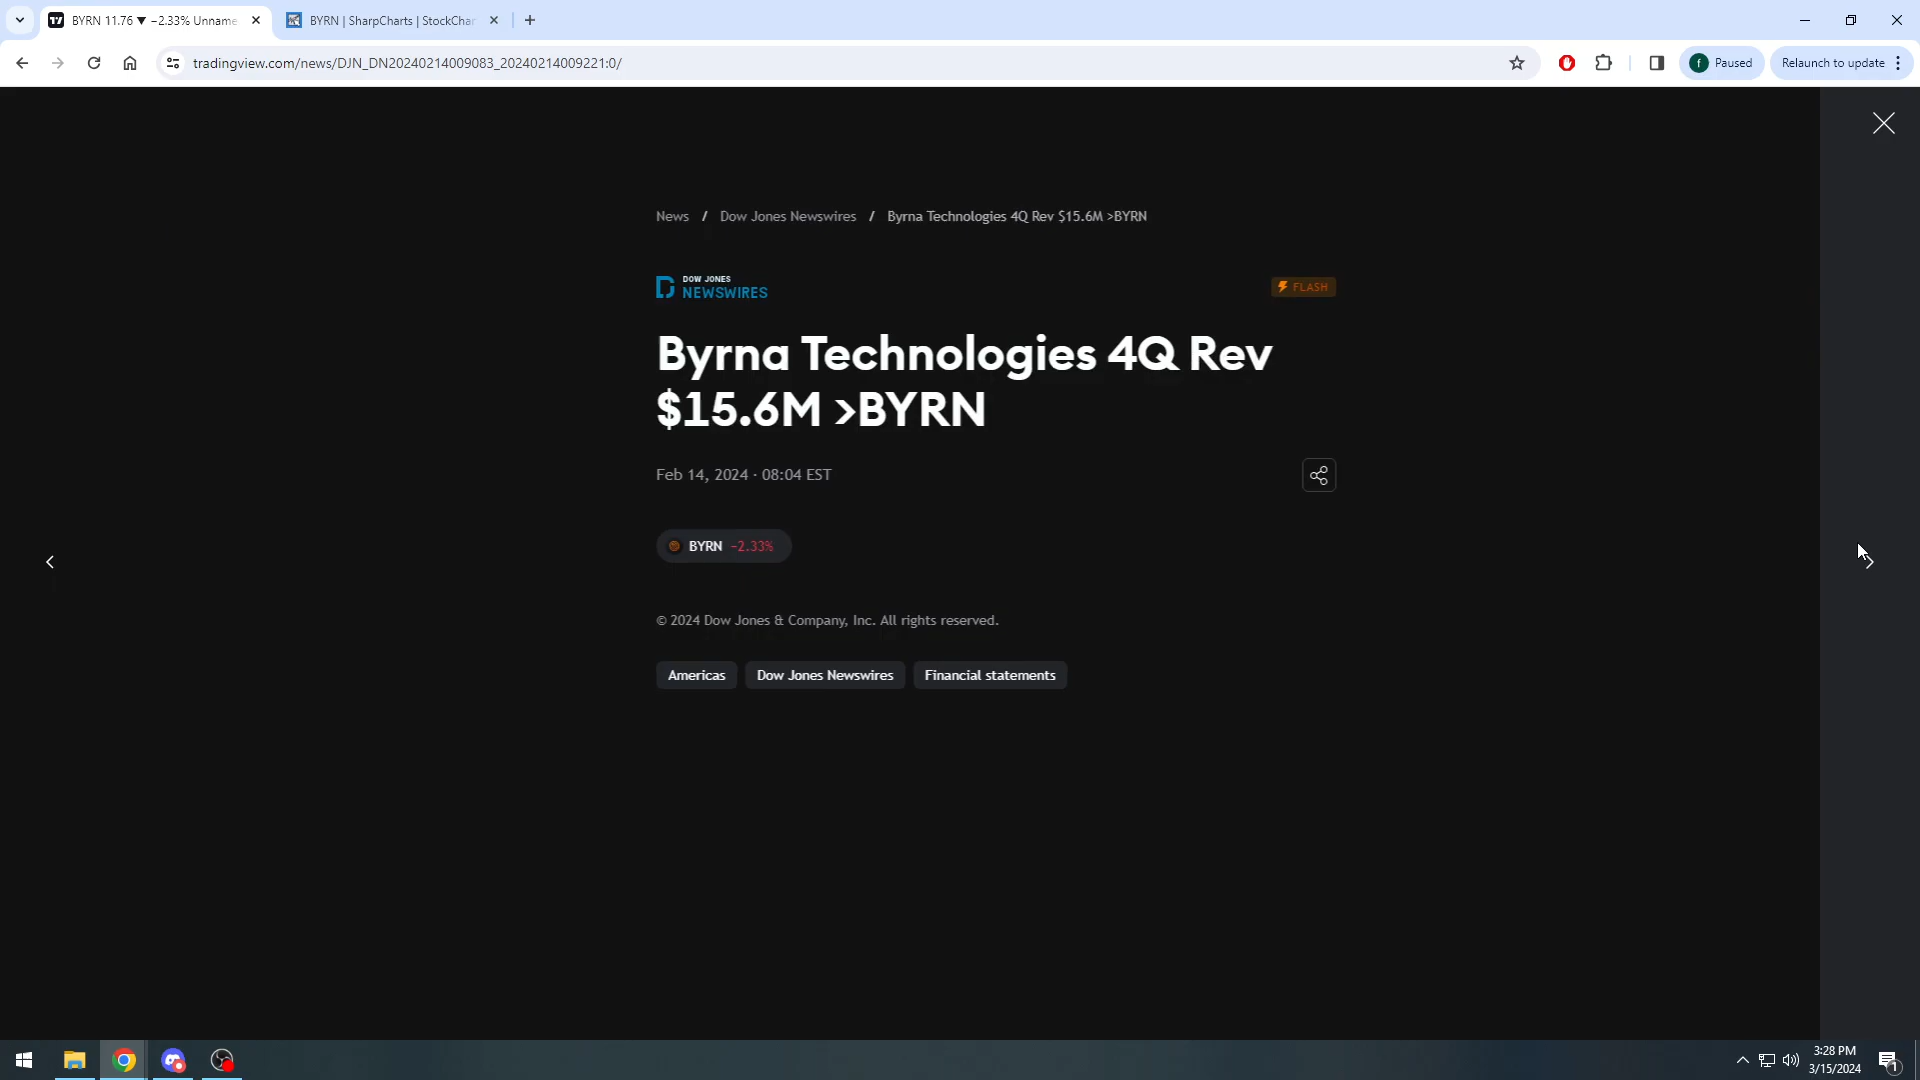 BYRN 11.76 ▼ −2.33% Unname
BYRN | SharpCharts | StockChar
tradingview.com/news/DJN_DN20240214009083_20240214009221:0/
f
Paused
Relaunch to update
News / Dow Jones Newswires / Byrna Technologies 4Q Rev $15.6M >BYRN
DOW JONES
NEWSWIRES
FLASH
Byrna Technologies 4Q Rev
$15.6M >BYRN
Feb 14, 2024 · 08:04 EST
BYRN −2.33%
© 2024 Dow Jones & Company, Inc. All rights reserved.
Americas
Dow Jones Newswires
Financial statements
3:28 PM
3/15/2024
1